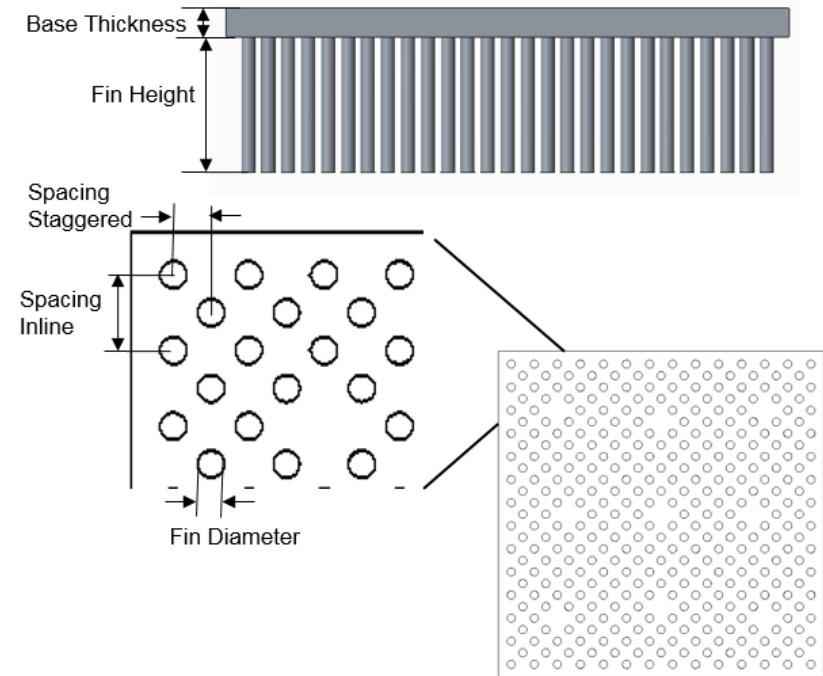 Base Thickness
Fin Height
Spacing
Staggered
Spacing
Inline
Fin Diameter